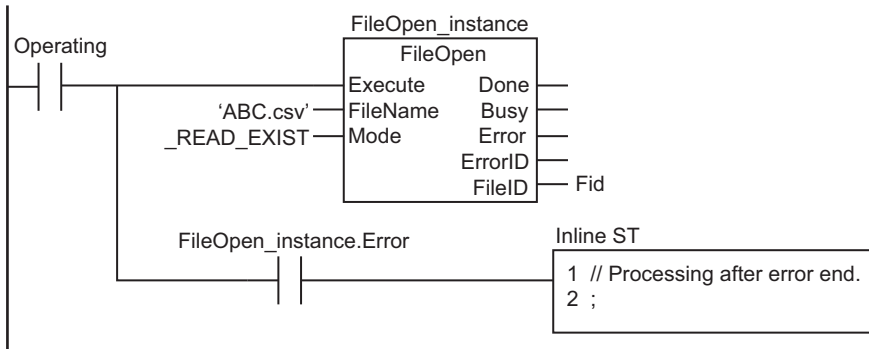 FileOpen_instance
Operating
FileOpen
Execute Done
‘ABC.csv’ FileName Busy
_READ_EXIST Mode Error
ErrorID
FileID Fid
FileOpen_instance.Error
Inline ST
1 // Processing after error end.
2 ;